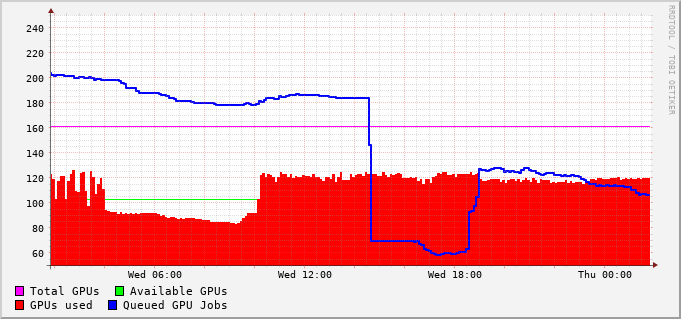 RRDTOOL / TOBI OETIKER
240
220
200
180
160
140
120
100
80
60
Wed 06:00 Wed 12:00 Wed 18:00 Thu 00:00
Total GPUs Available GPUs
GPUs used Queued GPU Jobs